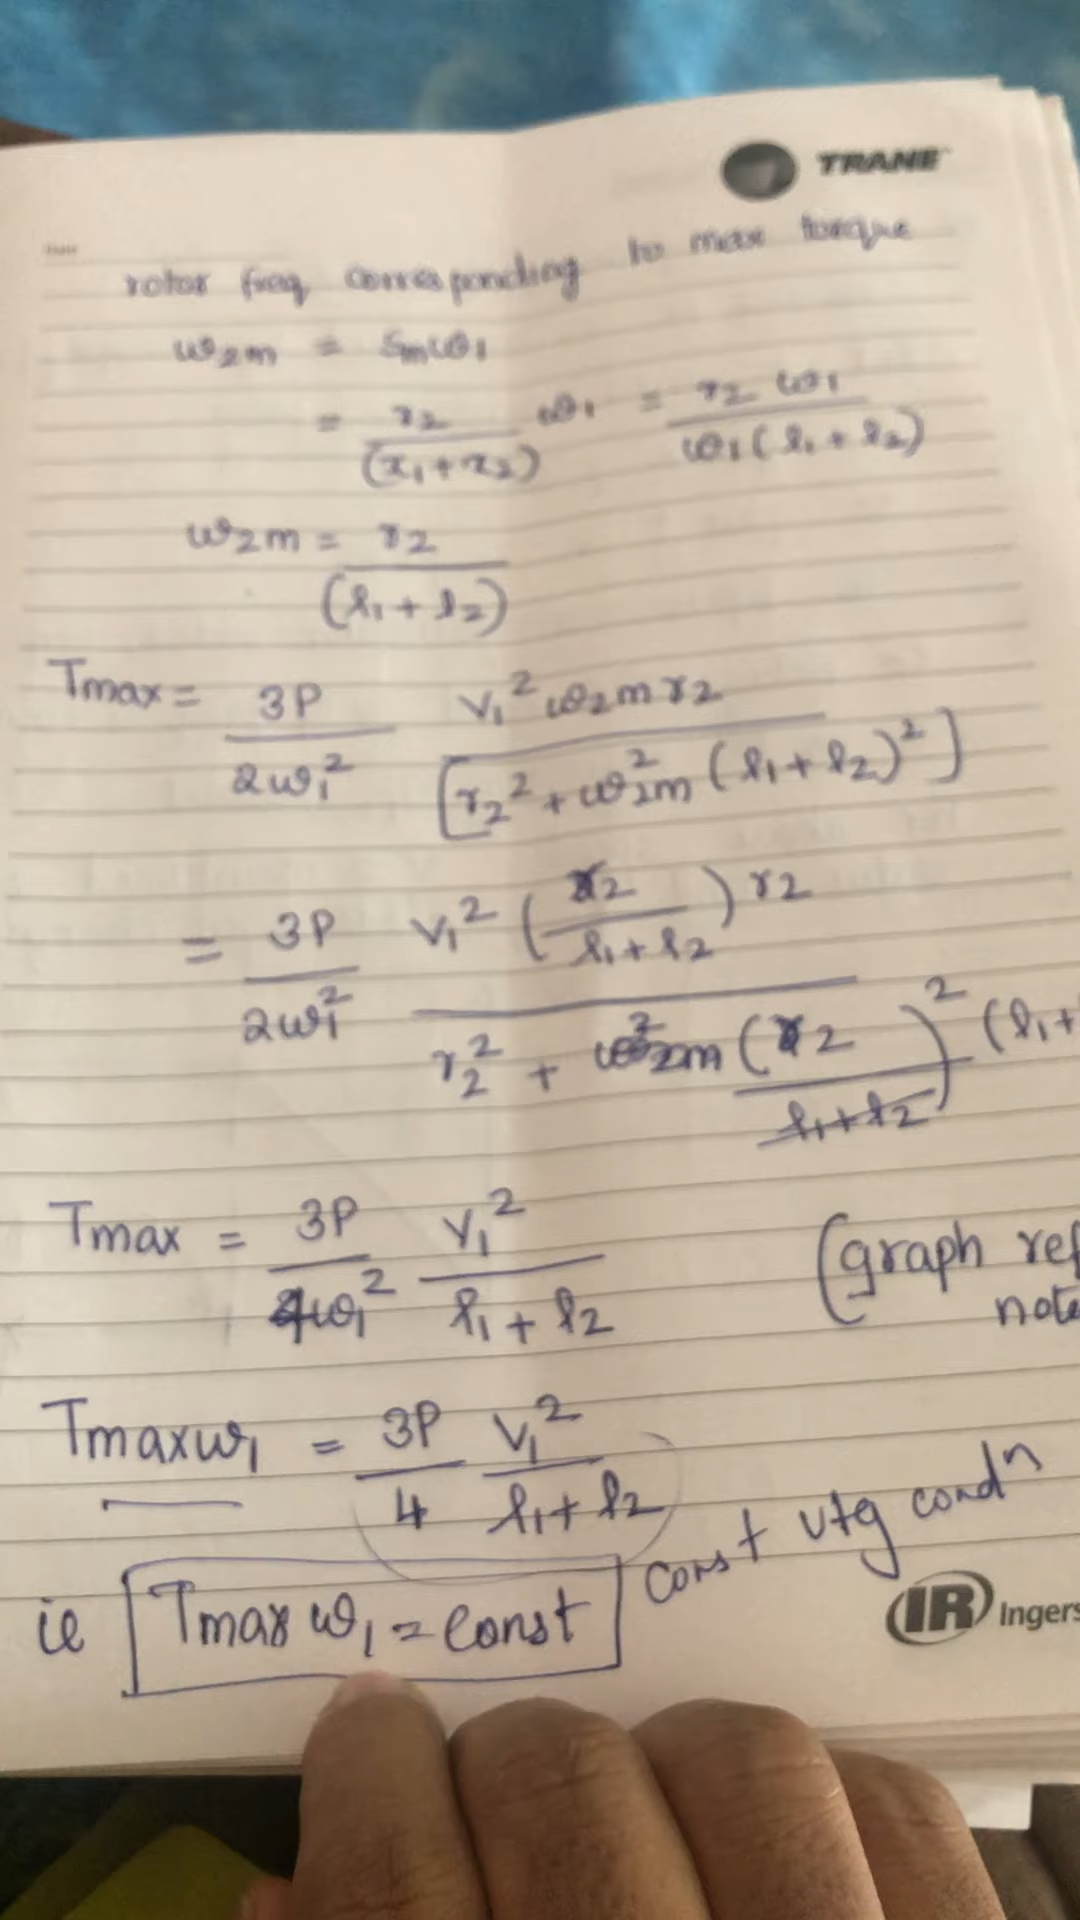 TRANE
rotor freq corresponding to max torque
ω2m = smω1
= r2/(x1+x2) ω1 = r2 ω1/ω1(l1+l2)
ω2m = r2/(l1+l2)
Tmax = 3P/2ω1² V1² ω2m r2/[r2² + ω2m² (l1+l2)²]
= 3P/2ω1² V1² (r2/l1+l2) r2/r2² + ω2m² (r2/l1+l2)² (l1+
Tmax = 3P/4ω1² V1²/l1+l2
(graph ref
note
Tmaxω1 = 3P/4 V1²/l1+l2
const vtg condn
ie Tmax ω1 = const
IR Ingers